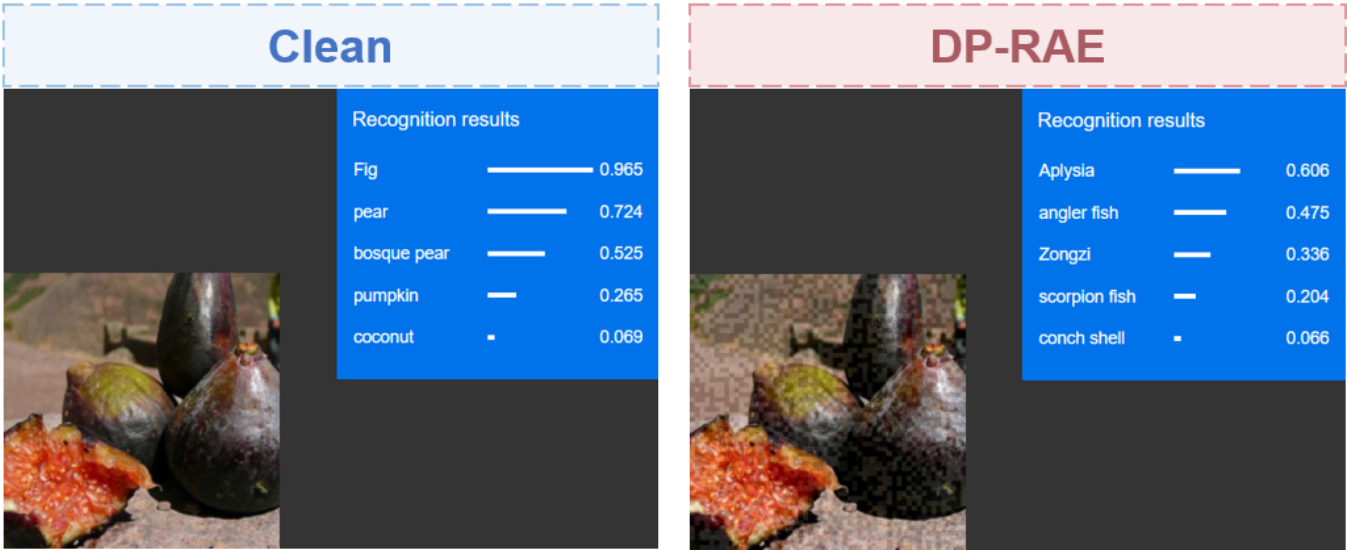 Clean
Recognition results
Fig 0.965
pear 0.724
bosque pear 0.525
pumpkin 0.265
coconut 0.069
DP-RAE
Recognition results
Aplysia 0.606
angler fish 0.475
Zongzi 0.336
scorpion fish 0.204
conch shell 0.066